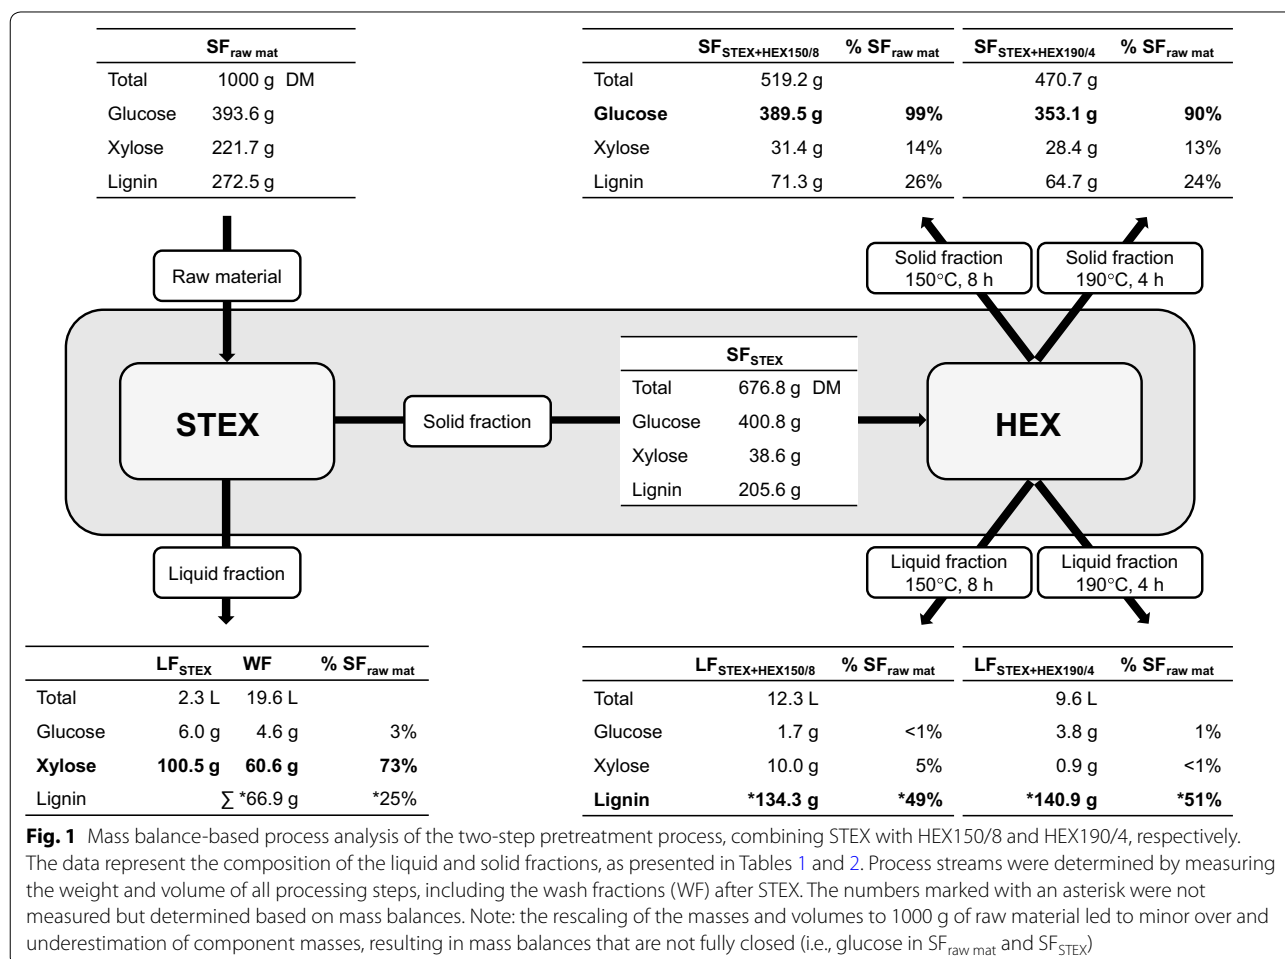 SFraw mat
Total 1000 g DM
Glucose 393.6 g
Xylose 221.7 g
Lignin 272.5 g
SFSTEX+HEX150/8 % SFraw mat SFSTEX+HEX190/4 % SFraw mat
Total 519.2 g 470.7 g
Glucose 389.5 g 99% 353.1 g 90%
Xylose 31.4 g 14% 28.4 g 13%
Lignin 71.3 g 26% 64.7 g 24%
Raw material
Solid fraction
150°C, 8 h
Solid fraction
190°C, 4 h
STEX
Solid fraction
SFSTEX
Total 676.8 g DM
Glucose 400.8 g
Xylose 38.6 g
Lignin 205.6 g
HEX
Liquid fraction
Liquid fraction
150°C, 8 h
Liquid fraction
190°C, 4 h
LFSTEX WF % SFraw mat
Total 2.3 L 19.6 L
Glucose 6.0 g 4.6 g 3%
Xylose 100.5 g 60.6 g 73%
Lignin ∑ *66.9 g *25%
LFSTEX+HEX150/8 % SFraw mat LFSTEX+HEX190/4 % SFraw mat
Total 12.3 L 9.6 L
Glucose 1.7 g <1% 3.8 g 1%
Xylose 10.0 g 5% 0.9 g <1%
Lignin *134.3 g *49% *140.9 g *51%
Fig. 1 Mass balance-based process analysis of the two-step pretreatment process, combining STEX with HEX150/8 and HEX190/4, respectively.
The data represent the composition of the liquid and solid fractions, as presented in Tables 1 and 2. Process streams were determined by measuring
the weight and volume of all processing steps, including the wash fractions (WF) after STEX. The numbers marked with an asterisk were not
measured but determined based on mass balances. Note: the rescaling of the masses and volumes to 1000 g of raw material led to minor over and
underestimation of component masses, resulting in mass balances that are not fully closed (i.e., glucose in SFraw mat and SFSTEX)